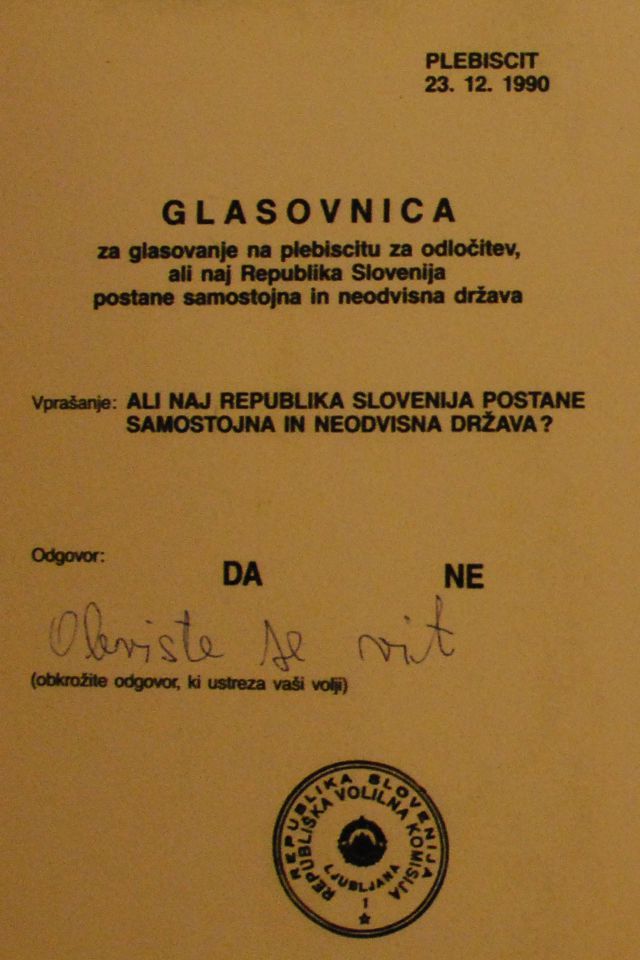 PLEBISCIT
23. 12. 1990
GLASOVNICA
za glasovanje na plebiscitu za odločitev,
ali naj Republika Slovenija
postane samostojna in neodvisna država
Vprašanje: ALI NAJ REPUBLIKA SLOVENIJA POSTANE
SAMOSTOJNA IN NEODVISNA DRŽAVA?
Odgovor:
DA NE
se vrit
(obkrožite odgovor, ki ustreza vaši volji)
REPUBLIKA SLOVENIJA
REPUBLIŠKA VOLILNA KOMISIJA
LJUBLJANA
1